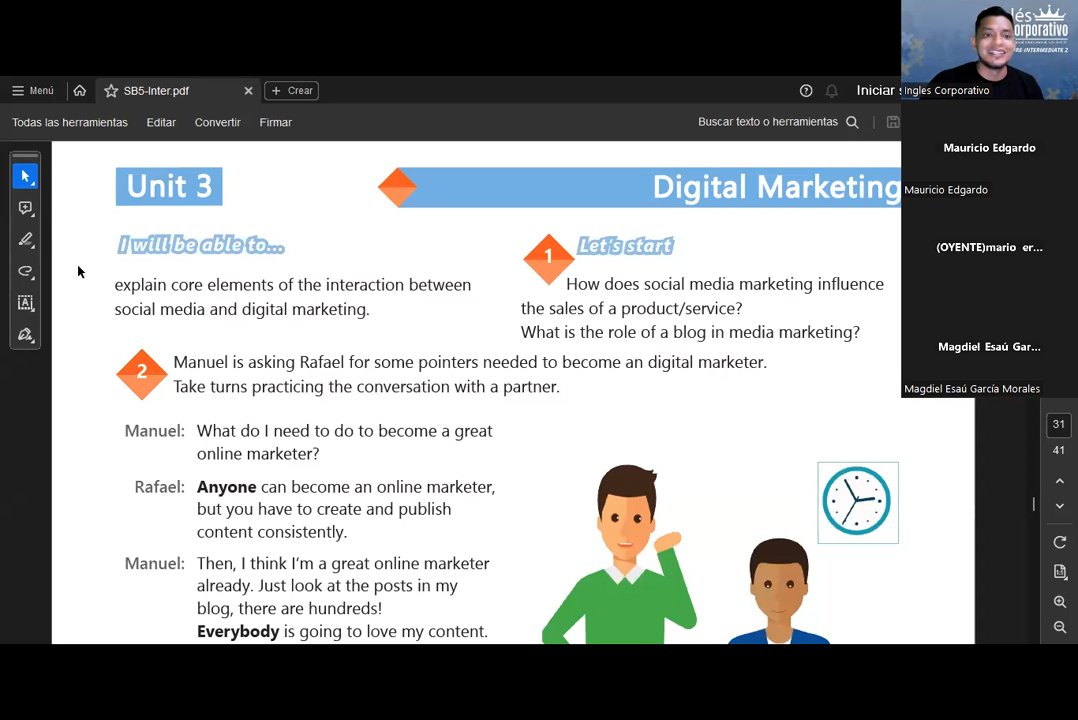 Menú
SB5-Inter.pdf
Crear
Iniciar
Todas las herramientas
Editar
Convertir
Firmar
Buscar texto o herramientas
Unit 3
Digital Marketing
I will be able to...
explain core elements of the interaction between
social media and digital marketing.
1
Let's start
How does social media marketing influence
the sales of a product/service?
What is the role of a blog in media marketing?
2
Manuel is asking Rafael for some pointers needed to become an digital marketer.
Take turns practicing the conversation with a partner.
Manuel: What do I need to do to become a great
online marketer?
Rafael: Anyone can become an online marketer,
but you have to create and publish
content consistently.
Manuel: Then, I think I'm a great online marketer
already. Just look at the posts in my
blog, there are hundreds!
Everybody is going to love my content.
lés
orporativo
RE-INTERMEDIATE 2
Ingles Corporativo
Mauricio Edgardo
Mauricio Edgardo
(OYENTE)mario er...
Magdiel Esaú Gar...
Magdiel Esaú García Morales
31
41